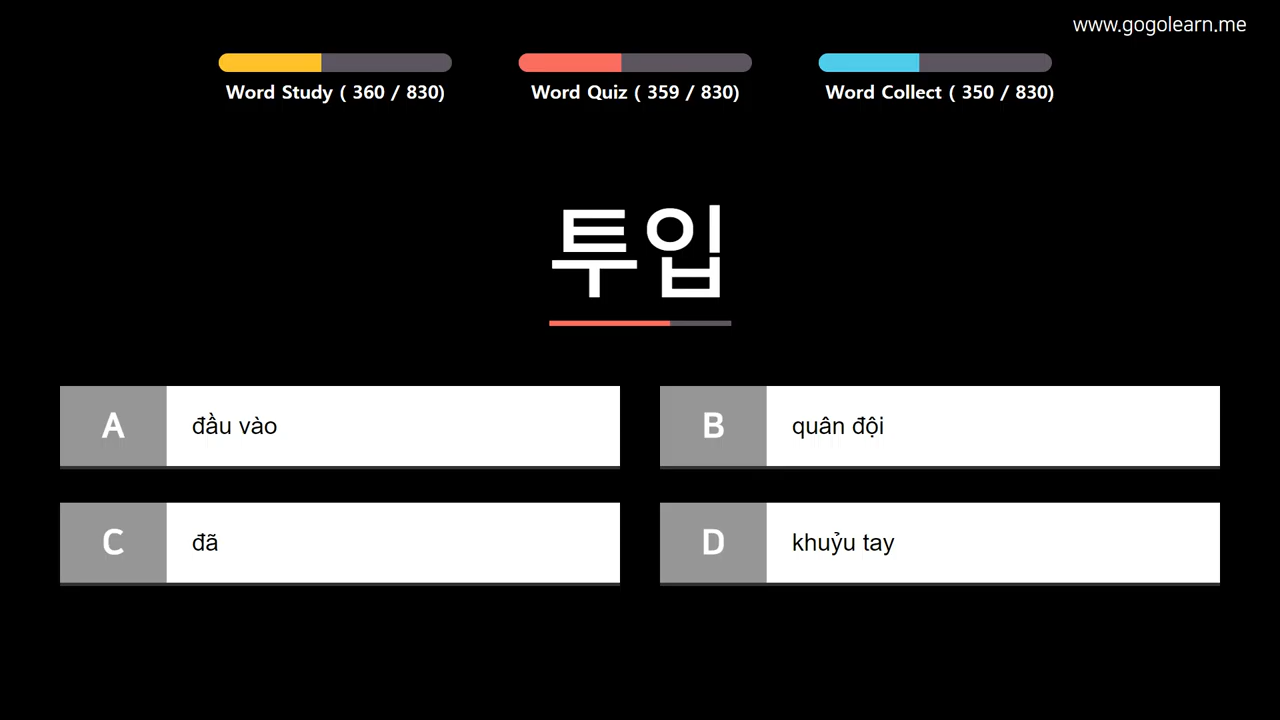 www.gogolearn.me
Word Study ( 360 / 830)
Word Quiz ( 359 / 830)
Word Collect ( 350 / 830)
투입
A đầu vào
B quân đội
C đã
D khuỷu tay